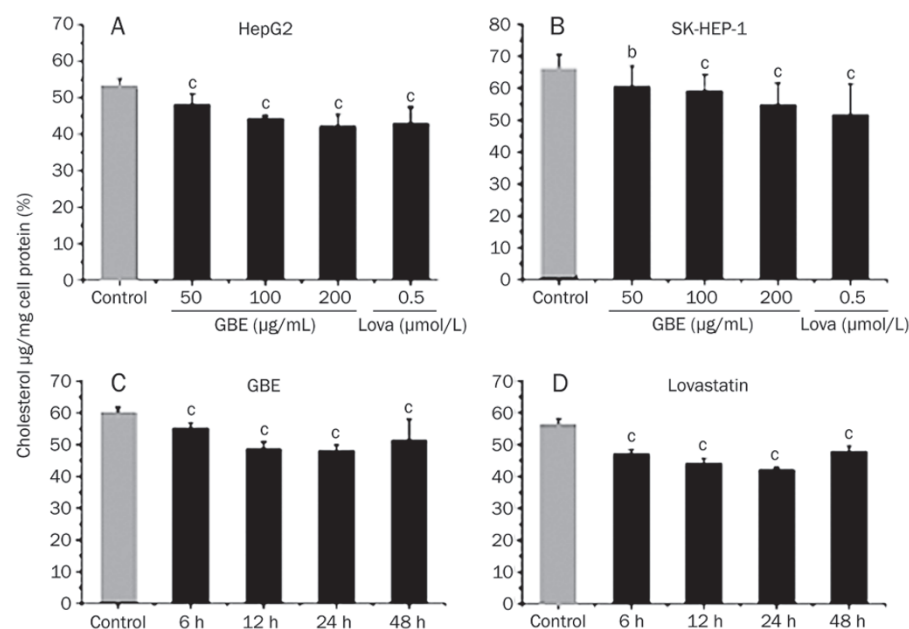 Cholesterol µg/mg cell protein (%)
A HepG2
70
60
50
40
30
20
10
0
c c c c
Control 50 100 200 0.5
GBE (µg/mL) Lova (µmol/L)
B SK-HEP-1
80
70
60
50
40
30
20
10
0
b c c c
Control 50 100 200 0.5
GBE (µg/mL) Lova (µmol/L)
C GBE
70
60
50
40
30
20
10
0
c c c c
Control 6 h 12 h 24 h 48 h
D Lovastatin
70
60
50
40
30
20
10
0
c c c c
Control 6 h 12 h 24 h 48 h